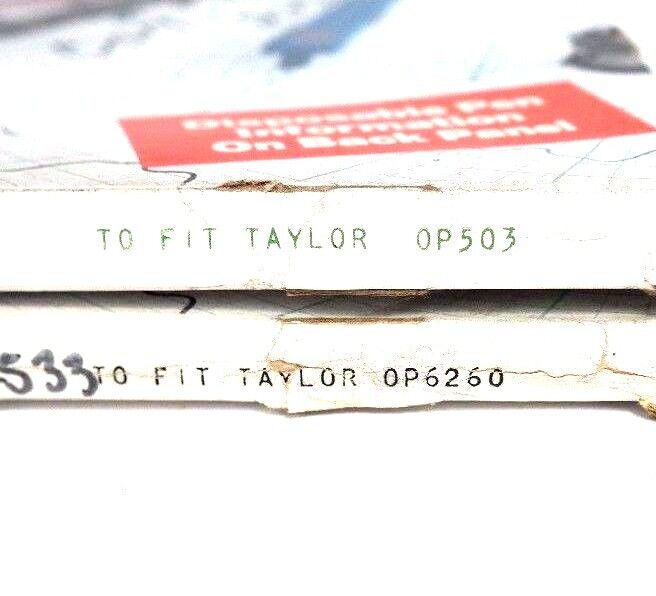 Disposable Pen
Information
On Back Panel
TO FIT TAYLOR OP503
533 TO FIT TAYLOR OP6260